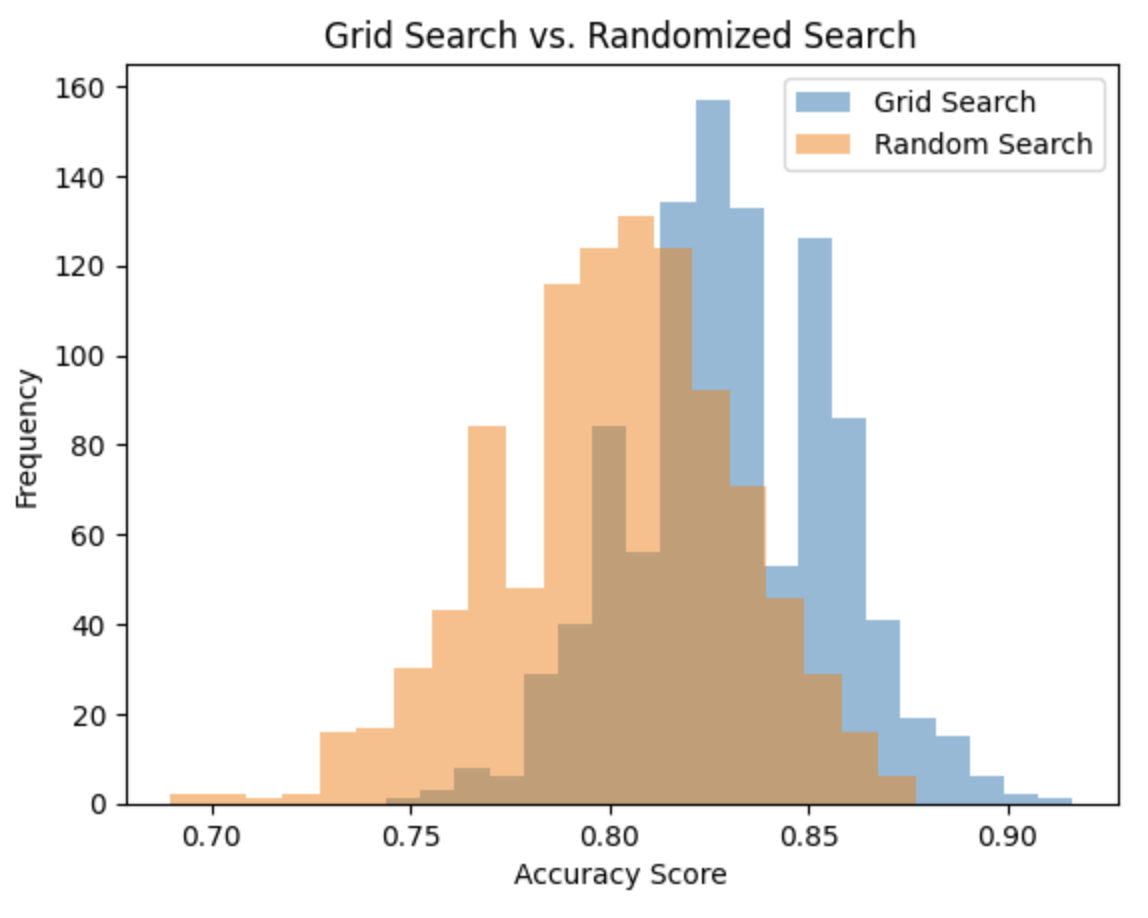 Grid Search vs. Randomized Search
Grid Search
Random Search
Frequency
160
140
120
100
80
60
40
20
0
0.70 0.75 0.80 0.85 0.90
Accuracy Score